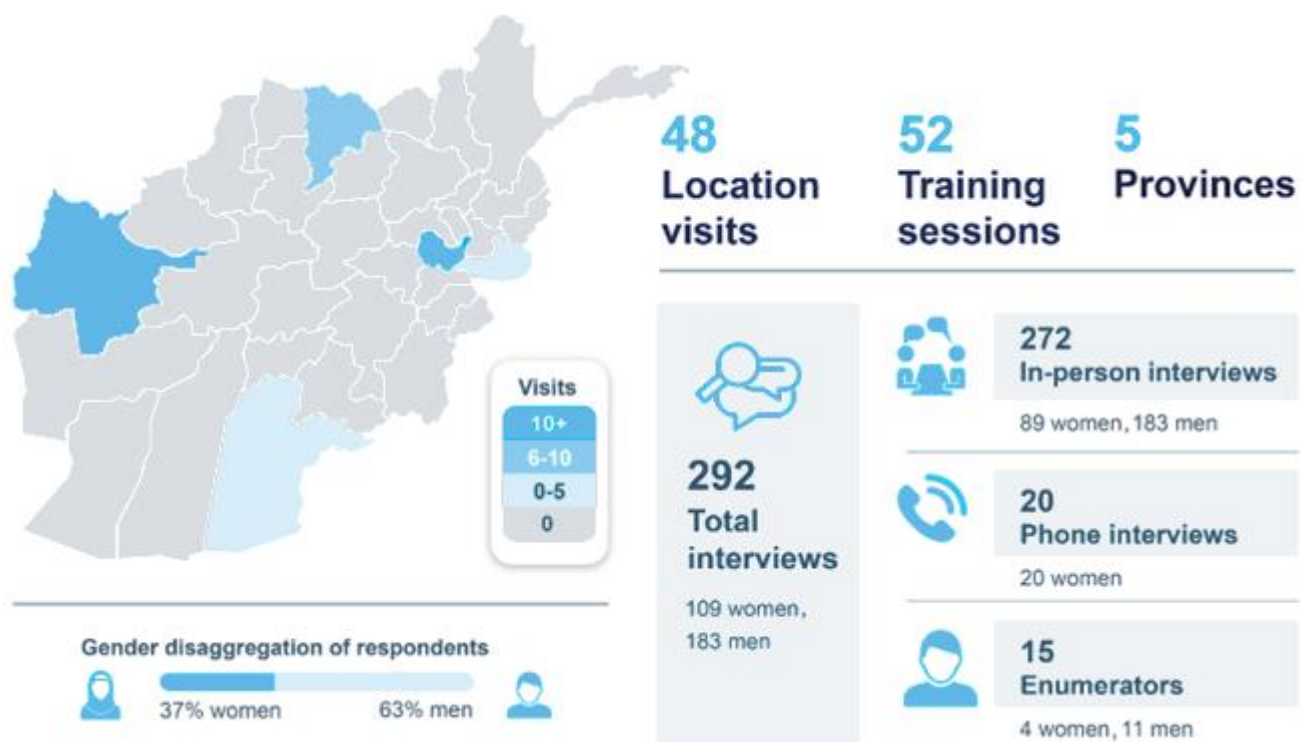 48
Location
visits
52
Training
sessions
5
Provinces
Visits
10+
6-10
0-5
0
Gender disaggregation of respondents
37% women
63% men
292
Total
interviews
109 women,
183 men
272
In-person interviews
89 women, 183 men
20
Phone interviews
20 women
15
Enumerators
4 women, 11 men